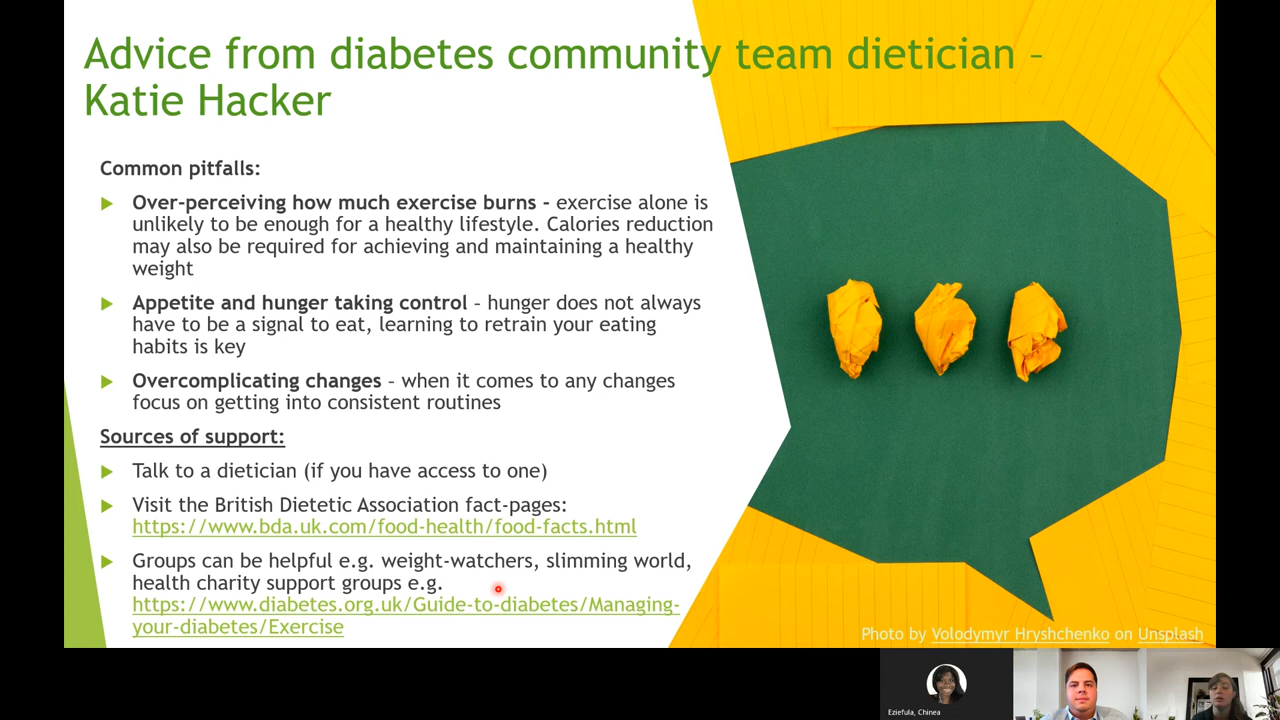 Advice from diabetes community team dietician –
Katie Hacker
Common pitfalls:
Over-perceiving how much exercise burns - exercise alone is
unlikely to be enough for a healthy lifestyle. Calories reduction
may also be required for achieving and maintaining a healthy
weight
Appetite and hunger taking control – hunger does not always
have to be a signal to eat, learning to retrain your eating
habits is key
Overcomplicating changes – when it comes to any changes
focus on getting into consistent routines
Sources of support:
Talk to a dietician (if you have access to one)
Visit the British Dietetic Association fact-pages:
https://www.bda.uk.com/food-health/food-facts.html
Groups can be helpful e.g. weight-watchers, slimming world,
health charity support groups e.g.
https://www.diabetes.org.uk/Guide-to-diabetes/Managing-
your-diabetes/Exercise
Photo by Volodymyr Hryshchenko on Unsplash
Eziefula, Chinea